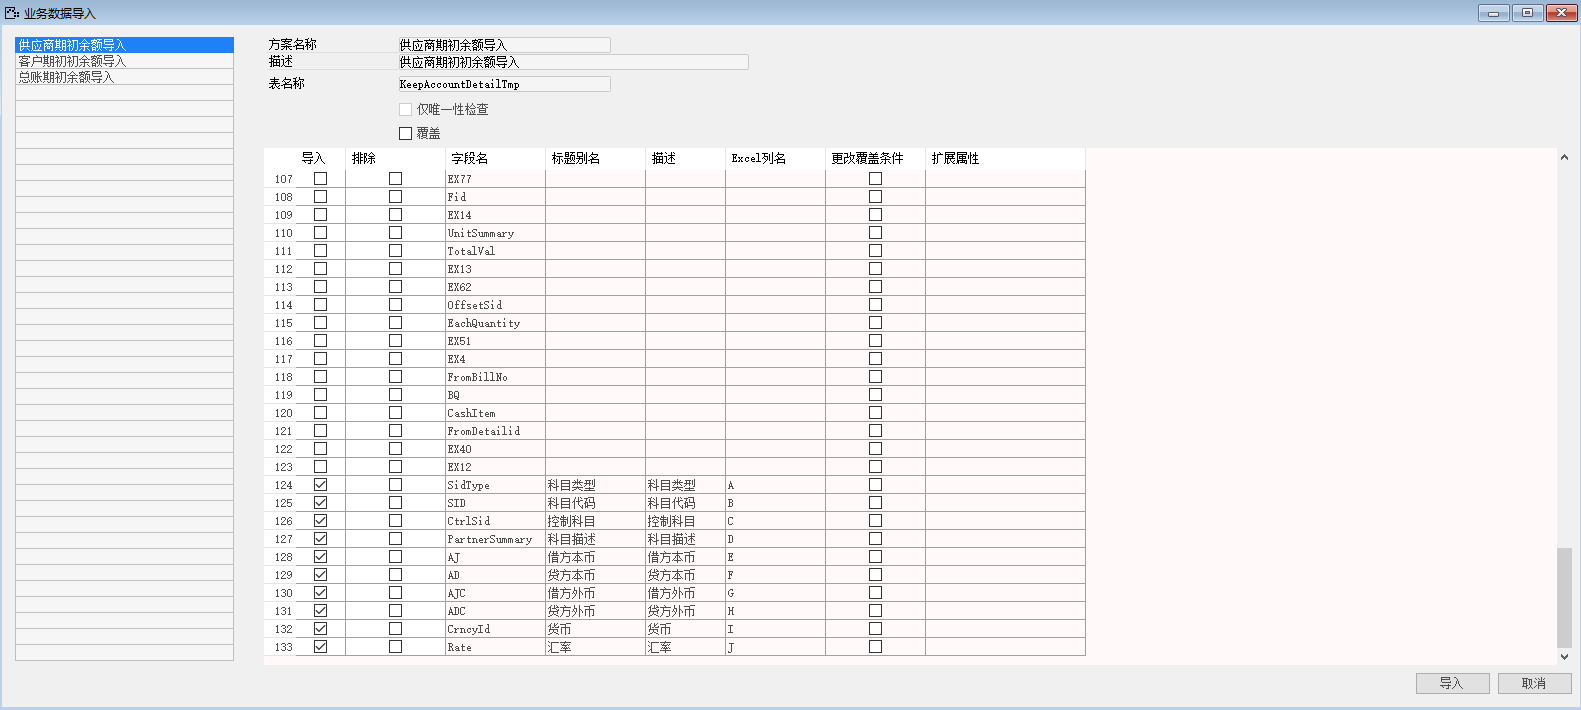 业务数据导入
供应商期初余额导入
客户期初初余额导入
总账期初余额导入
方案名称 供应商期初余额导入
描述 供应商期初初余额导入
表名称 KeepAccountDetailTmp
仅唯一性检查
覆盖
导入 排除 字段名 标题别名 描述 Excel列名 更改覆盖条件 扩展属性
107 EX77
108 Fid
109 EX14
110 UnitSummary
111 TotalVal
112 EX13
113 EX62
114 OffsetSid
115 EachQuantity
116 EX51
117 EX4
118 FromBillNo
119 BQ
120 CashItem
121 FromDetailid
122 EX40
123 EX12
124 SidType 科目类型 科目类型 A
125 SID 科目代码 科目代码 B
126 CtrlSid 控制科目 控制科目 C
127 PartnerSummary 科目描述 科目描述 D
128 AJ 借方本币 借方本币 E
129 AD 贷方本币 贷方本币 F
130 AJC 借方外币 借方外币 G
131 ADC 贷方外币 贷方外币 H
132 CrncyId 货币 货币 I
133 Rate 汇率 汇率 J
导入 取消